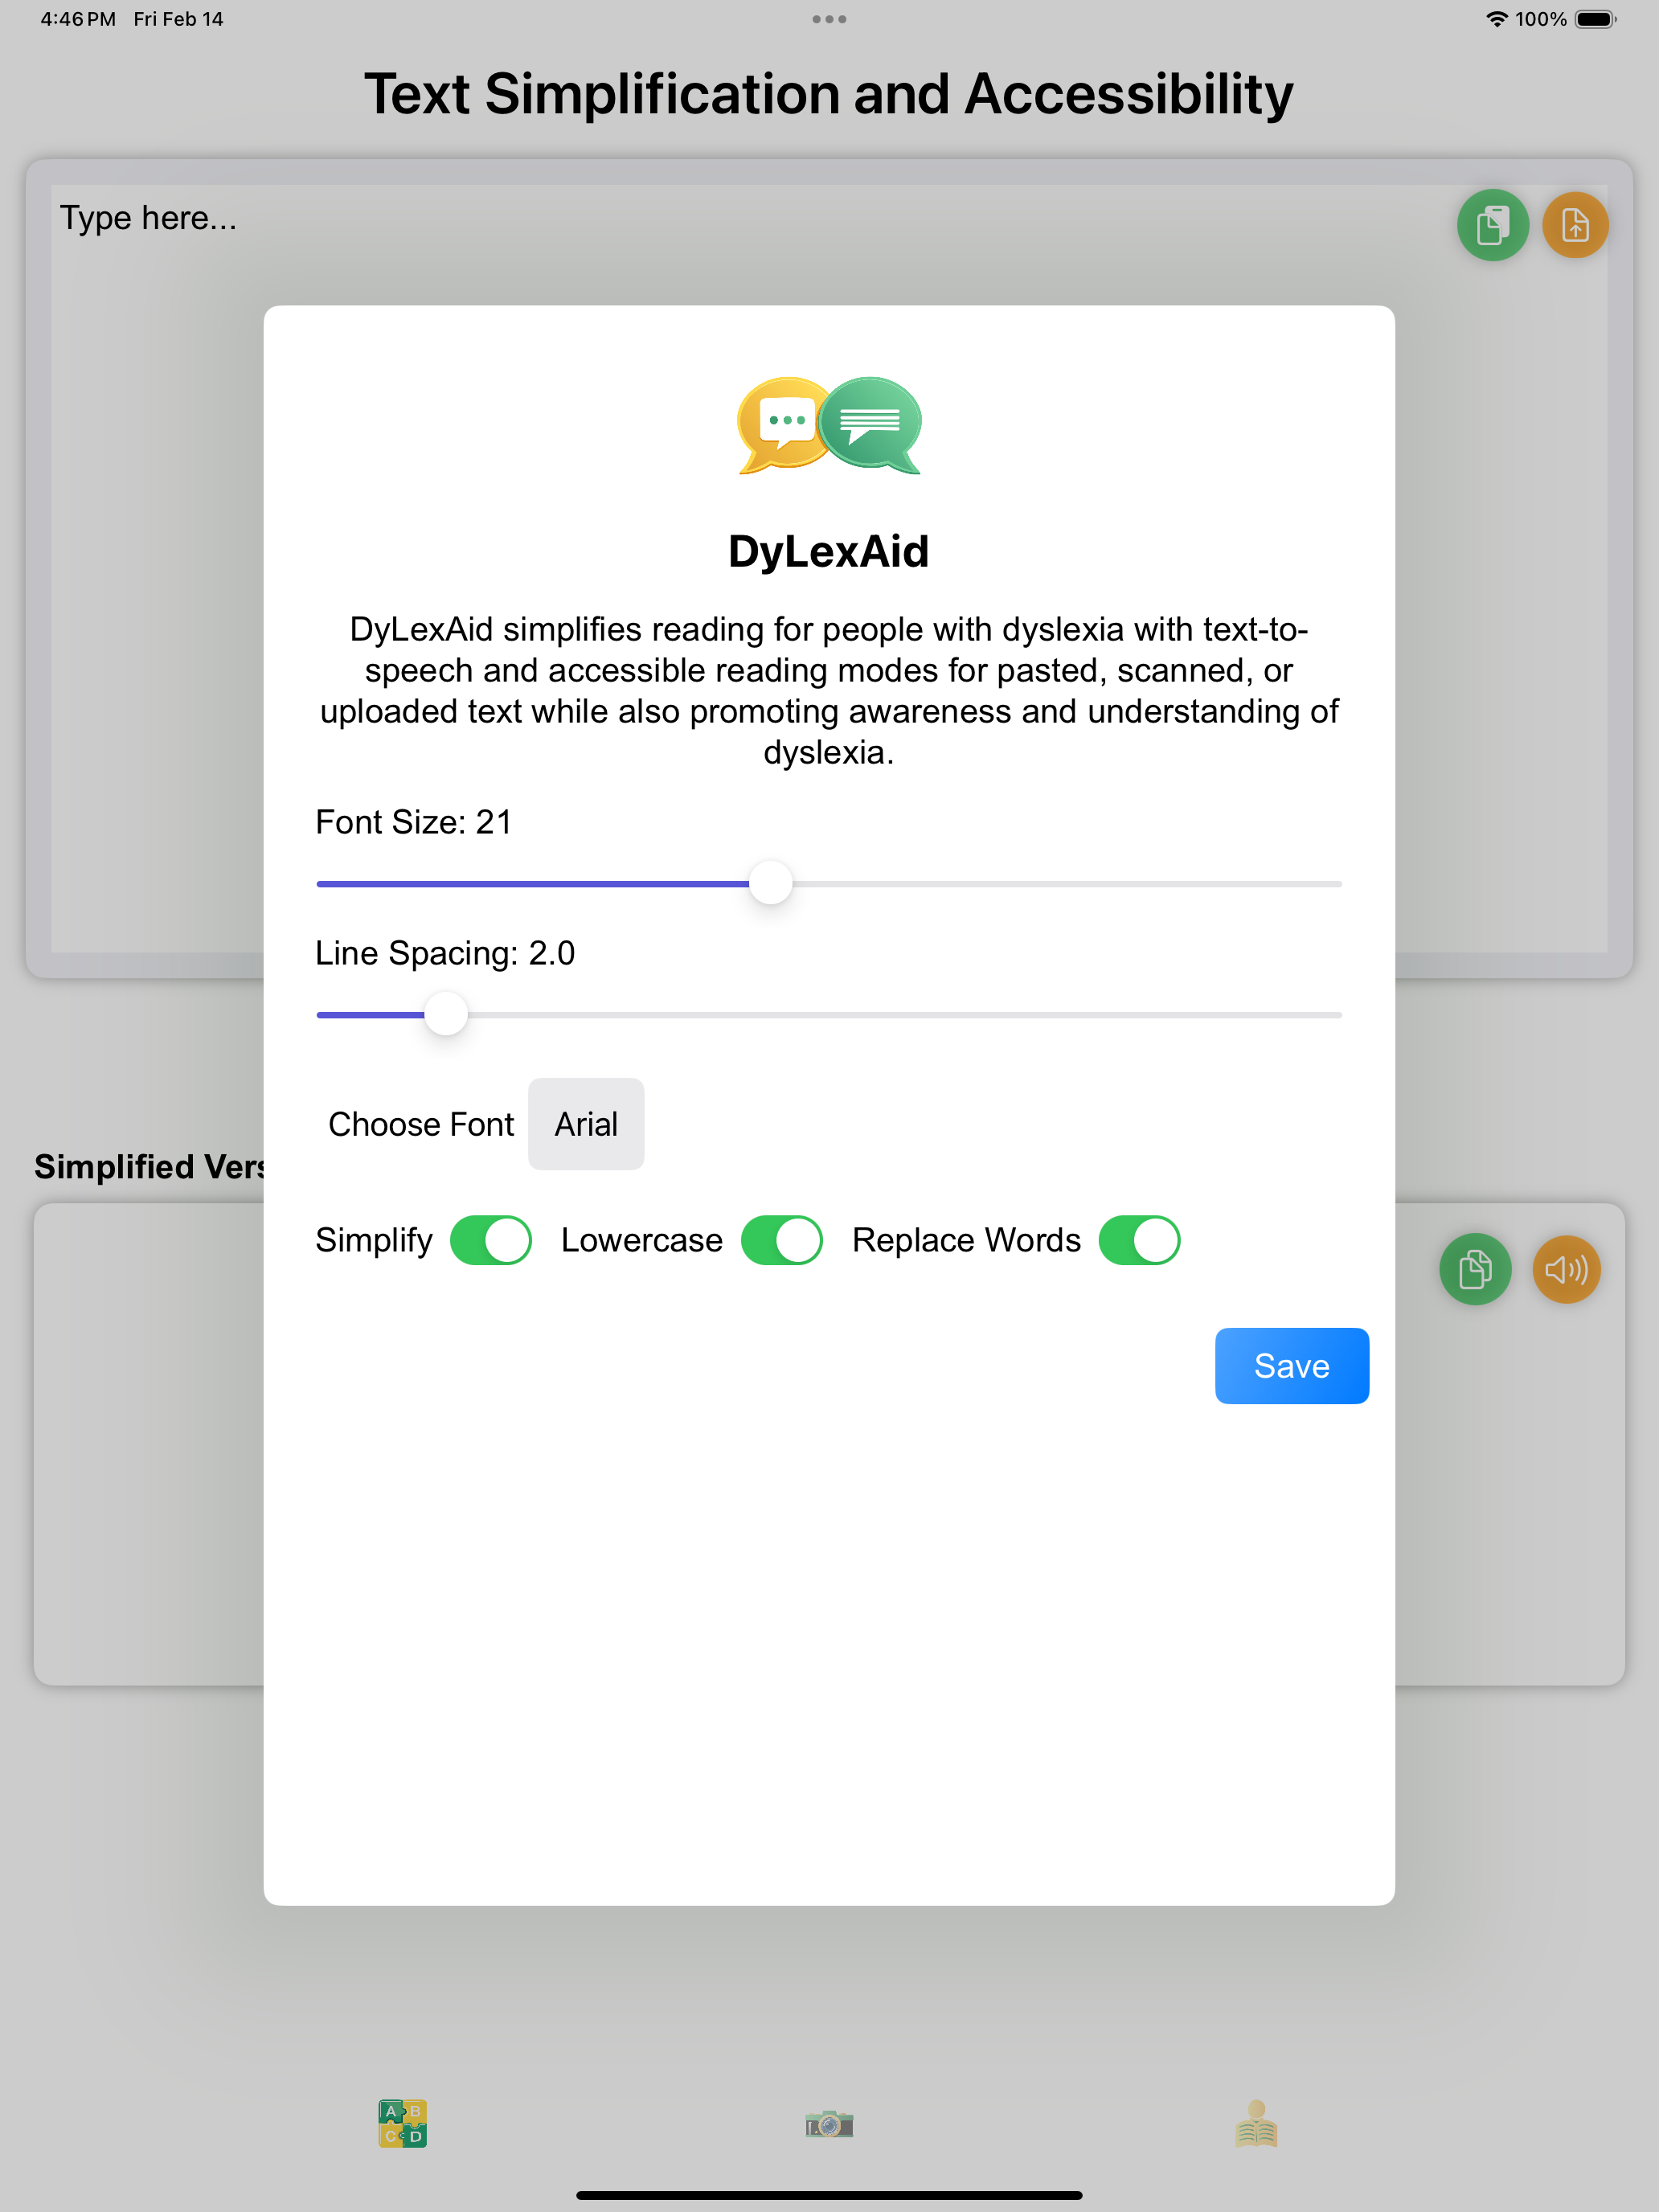 4:46 PM Fri Feb 14
100%
Text Simplification and Accessibility
Type here...
DyLexAid
DyLexAid simplifies reading for people with dyslexia with text-to-
speech and accessible reading modes for pasted, scanned, or
uploaded text while also promoting awareness and understanding of
dyslexia.
Font Size: 21
Line Spacing: 2.0
Choose Font Arial
Simplified Vers
Simplify Lowercase Replace Words
Save
A B
C D